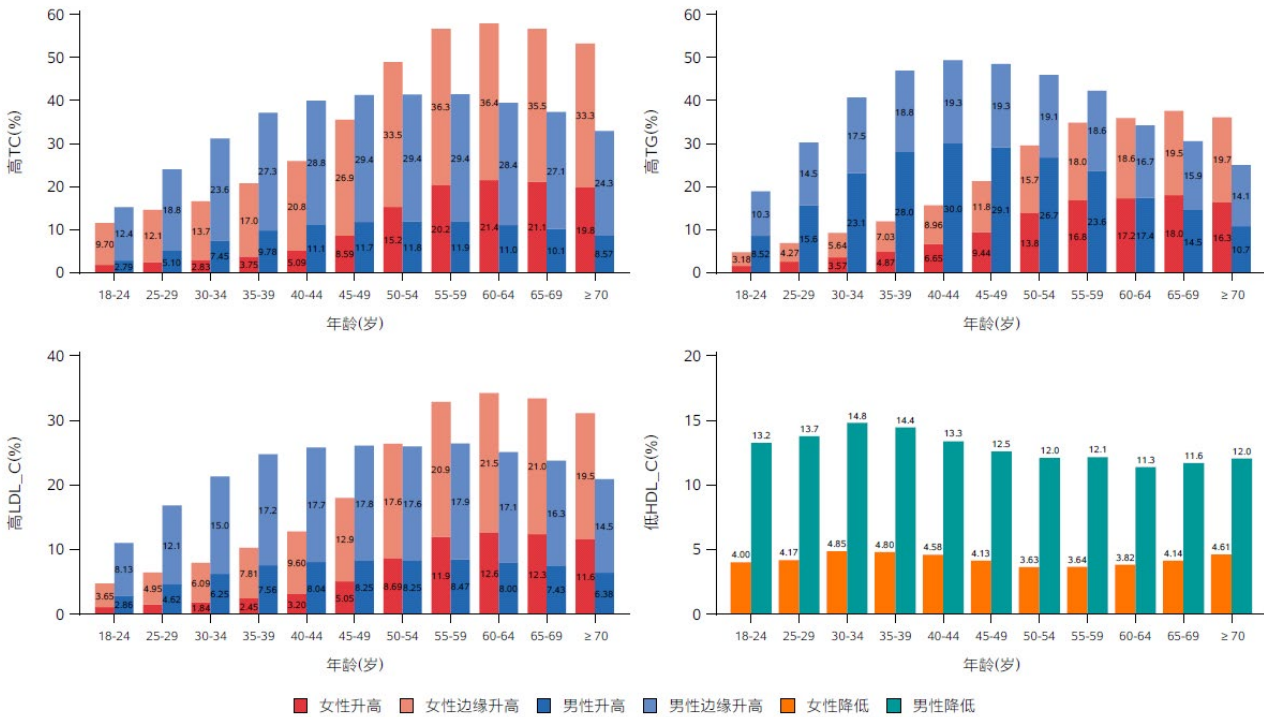 高TC(%)
60
50
40
30
20
10
0
9.70 12.1 13.7 17.0 20.8 26.9 33.5 36.3 36.4 35.5 33.3
12.4 18.8 23.6 27.3 28.8 29.4 29.4 29.4 28.4 27.1 24.3
2.83 3.75 5.09 8.59 15.2 20.2 21.4 21.1 19.8
2.79 5.10 7.45 9.78 11.1 11.7 11.8 11.9 11.0 10.1 8.57
18-24 25-29 30-34 35-39 40-44 45-49 50-54 55-59 60-64 65-69 ≥70
年龄(岁)
高TG(%)
60
50
40
30
20
10
0
3.18 4.27 5.64 7.03 8.96 11.8 15.7 18.0 18.6 19.5 19.7
10.3 14.5 17.5 18.8 19.3 19.3 19.1 18.6 16.7 15.9 14.1
3.57 4.87 6.65 9.44 13.8 16.8 17.2 18.0 16.3
8.52 15.6 23.1 28.0 30.0 29.1 26.7 23.6 17.4 14.5 10.7
18-24 25-29 30-34 35-39 40-44 45-49 50-54 55-59 60-64 65-69 ≥70
年龄(岁)
高LDL_C(%)
40
30
20
10
0
3.65 4.95 6.09 7.81 9.60 12.9 17.6 20.9 21.5 21.0 19.5
8.13 12.1 15.0 17.2 17.7 17.8 17.6 17.9 17.1 16.3 14.5
1.84 2.45 3.20 5.05 8.69 11.9 12.6 12.3 11.6
2.86 4.62 6.25 7.56 8.04 8.25 8.25 8.47 8.00 7.43 6.38
18-24 25-29 30-34 35-39 40-44 45-49 50-54 55-59 60-64 65-69 ≥70
年龄(岁)
低HDL_C(%)
20
15
10
5
0
13.2 13.7 14.8 14.4 13.3 12.5 12.0 12.1 11.3 11.6 12.0
4.00 4.17 4.85 4.80 4.58 4.13 3.63 3.64 3.82 4.14 4.61
18-24 25-29 30-34 35-39 40-44 45-49 50-54 55-59 60-64 65-69 ≥70
年龄(岁)
女性升高 女性边缘升高 男性升高 男性边缘升高 女性降低 男性降低